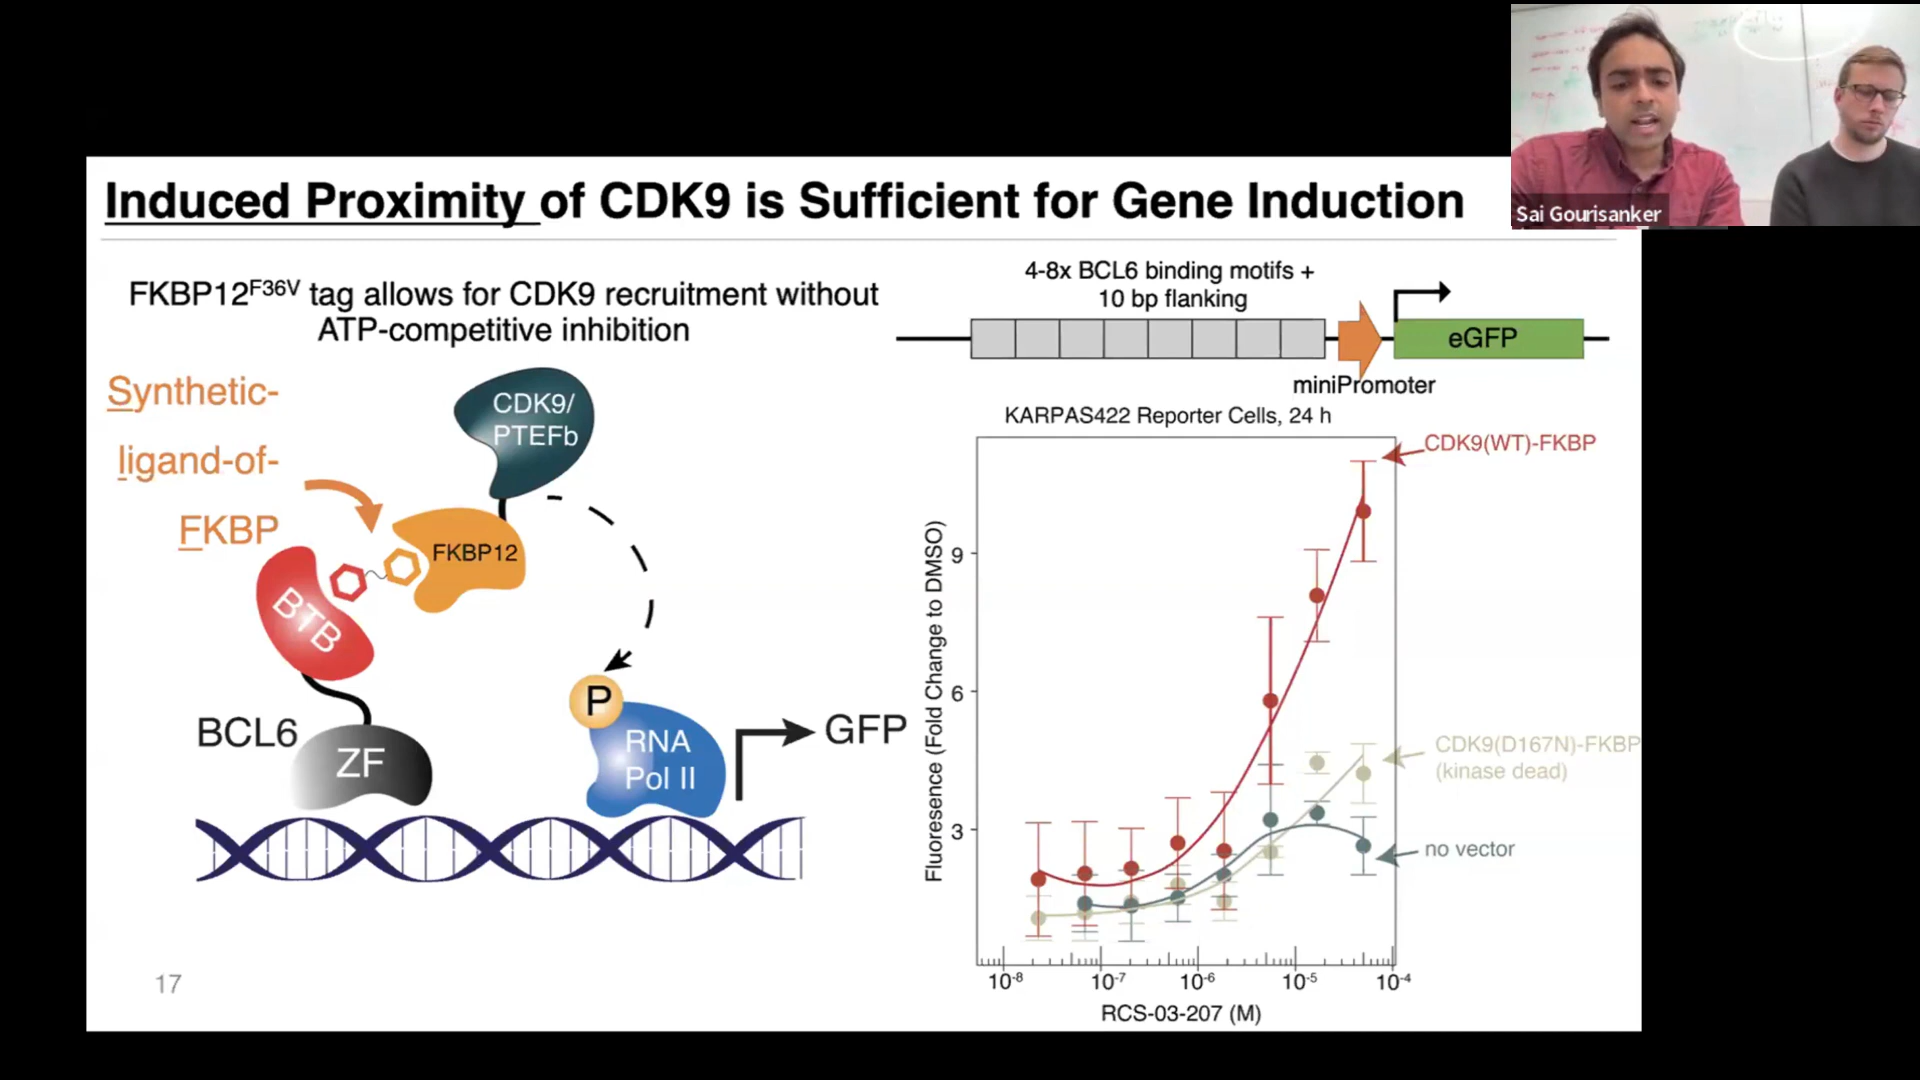 Sai Gourisanker
Induced Proximity of CDK9 is Sufficient for Gene Induction
FKBP12F36V tag allows for CDK9 recruitment without
ATP-competitive inhibition
Synthetic-
ligand-of-
FKBP
CDK9/
PTEFb
FKBP12
BTB
BCL6
ZF
P
RNA
Pol II
GFP
4-8x BCL6 binding motifs +
10 bp flanking
eGFP
miniPromoter
KARPAS422 Reporter Cells, 24 h
CDK9(WT)-FKBP
CDK9(D167N)-FKBP
(kinase dead)
no vector
Fluoresence (Fold Change to DMSO)
9
6
3
10-8
10-7
10-6
10-5
10-4
RCS-03-207 (M)
17